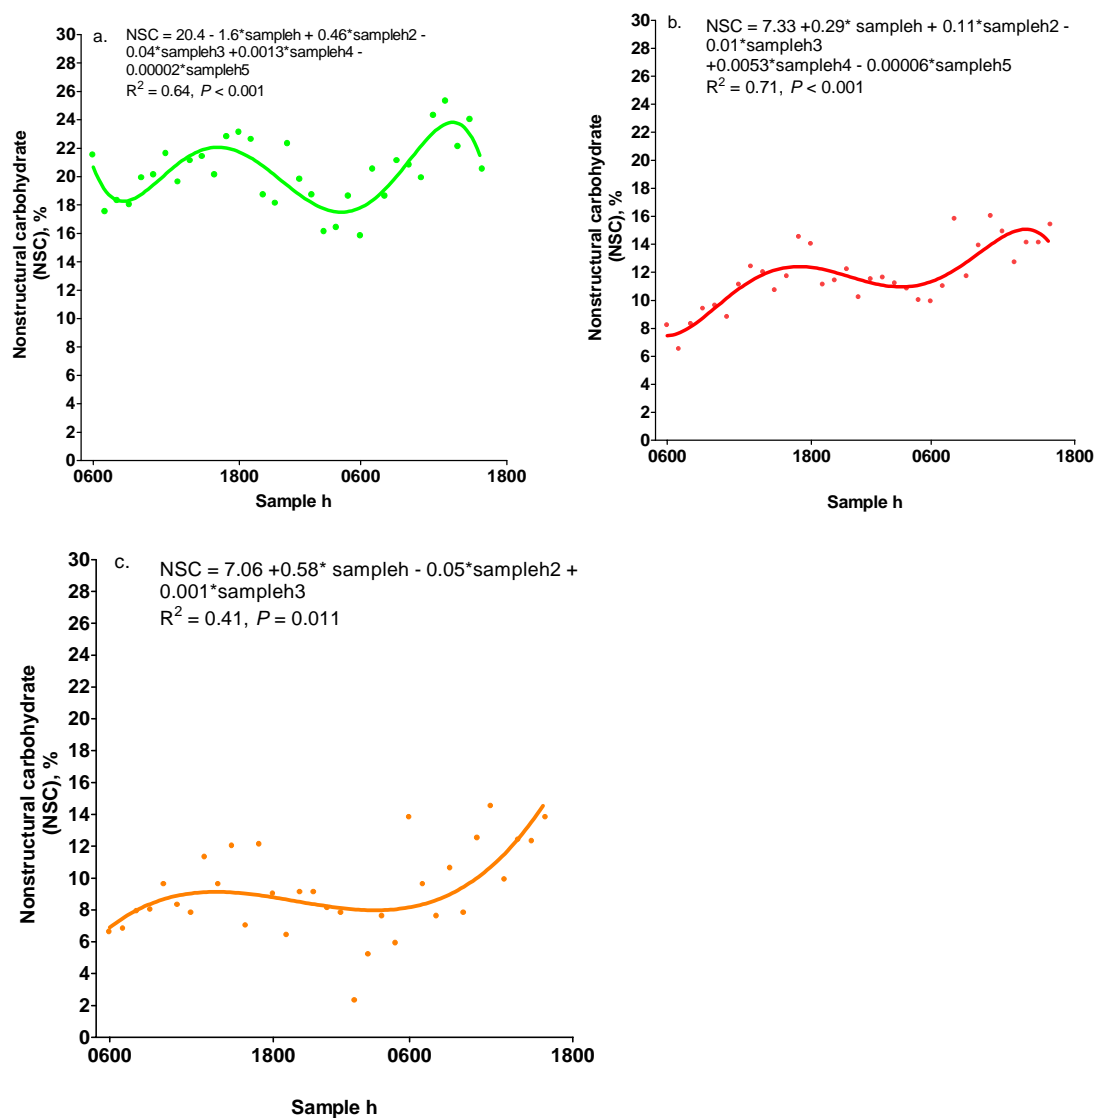 a.
NSC = 20.4 - 1.6*sampleh + 0.46*sampleh2 -
0.04*sampleh3 +0.0013*sampleh4 -
0.00002*sampleh5
R2 = 0.64, P < 0.001
30
28
26
24
22
20
18
16
14
12
10
8
6
4
2
0
Nonstructural carbohydrate
(NSC), %
0600
1800
0600
1800
Sample h
b.
NSC = 7.33 +0.29* sampleh + 0.11*sampleh2 -
0.01*sampleh3
+0.0053*sampleh4 - 0.00006*sampleh5
R2 = 0.71, P < 0.001
30
28
26
24
22
20
18
16
14
12
10
8
6
4
2
0
Nonstructural carbohydrate
(NSC), %
0600
1800
0600
1800
Sample h
c.
NSC = 7.06 +0.58* sampleh - 0.05*sampleh2 +
0.001*sampleh3
R2 = 0.41, P = 0.011
30
28
26
24
22
20
18
16
14
12
10
8
6
4
2
0
Nonstructural carbohydrate
(NSC), %
0600
1800
0600
1800
Sample h